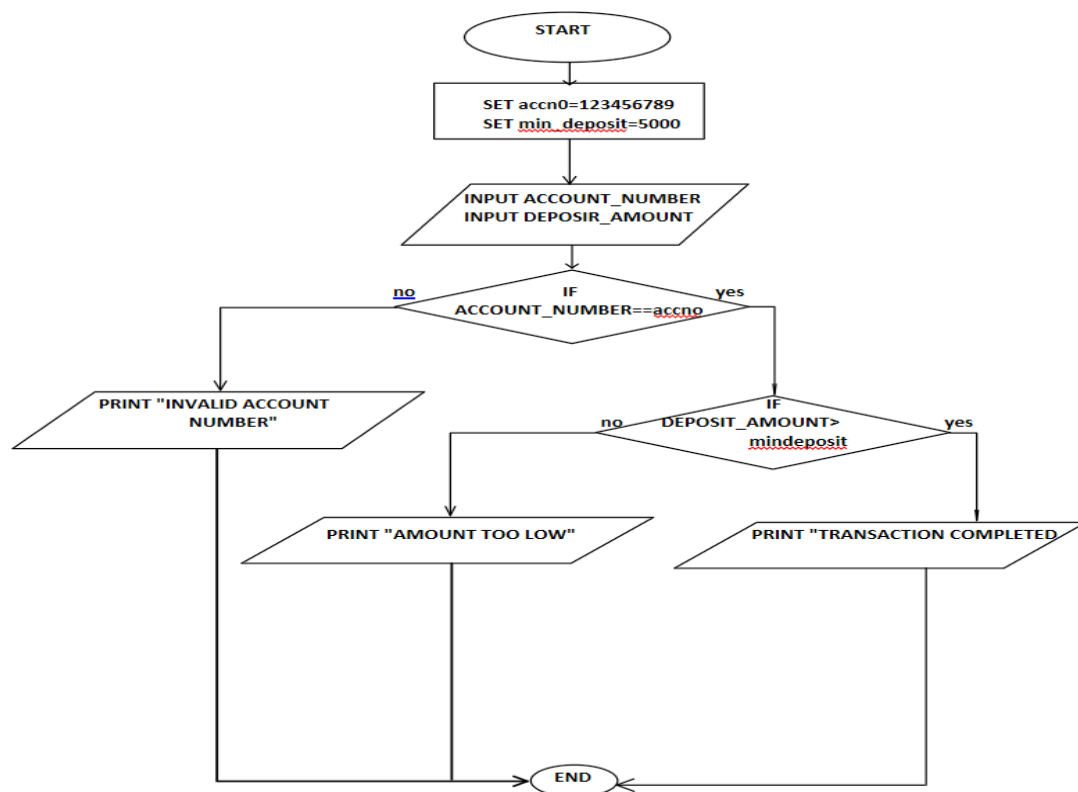 START
SET accn0=123456789
SET min_deposit=5000
INPUT ACCOUNT_NUMBER
INPUT DEPOSIR_AMOUNT
no
IF
yes
ACCOUNT_NUMBER==accno
PRINT "INVALID ACCOUNT
NUMBER"
IF
no
DEPOSIT_AMOUNT>
yes
mindeposit
PRINT "AMOUNT TOO LOW"
PRINT "TRANSACTION COMPLETED
END